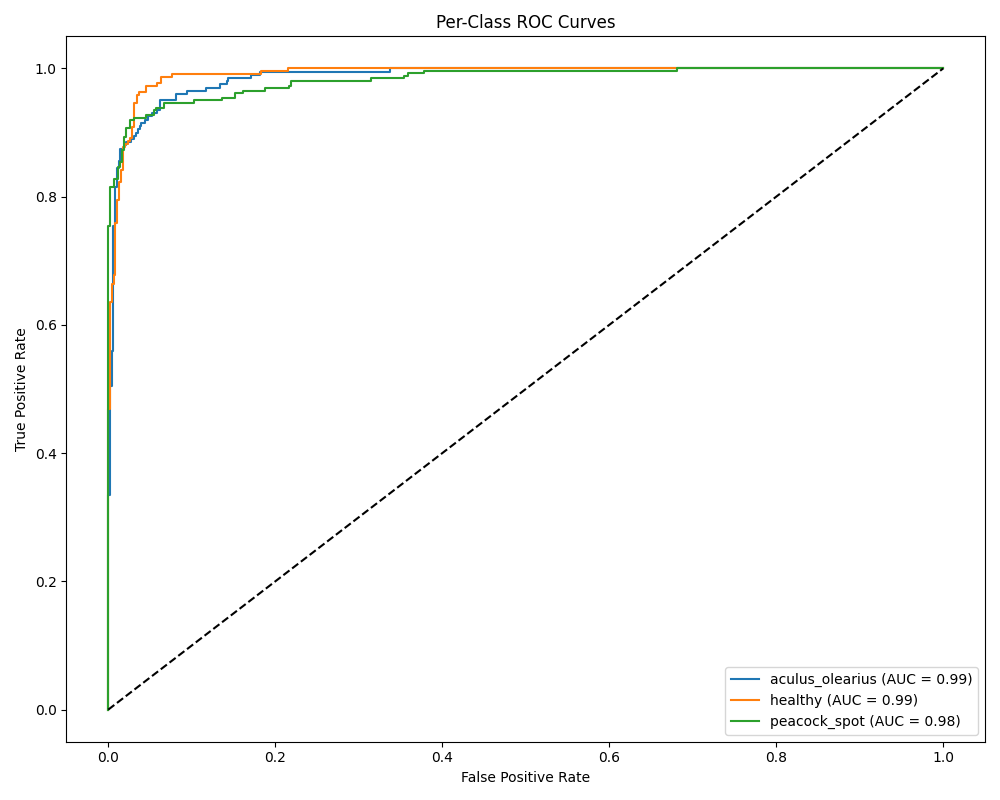 Per-Class ROC Curves
True Positive Rate
1.0
0.8
0.6
0.4
0.2
0.0
aculus_olearius (AUC = 0.99)
healthy (AUC = 0.99)
peacock_spot (AUC = 0.98)
0.0 0.2 0.4 0.6 0.8 1.0
False Positive Rate